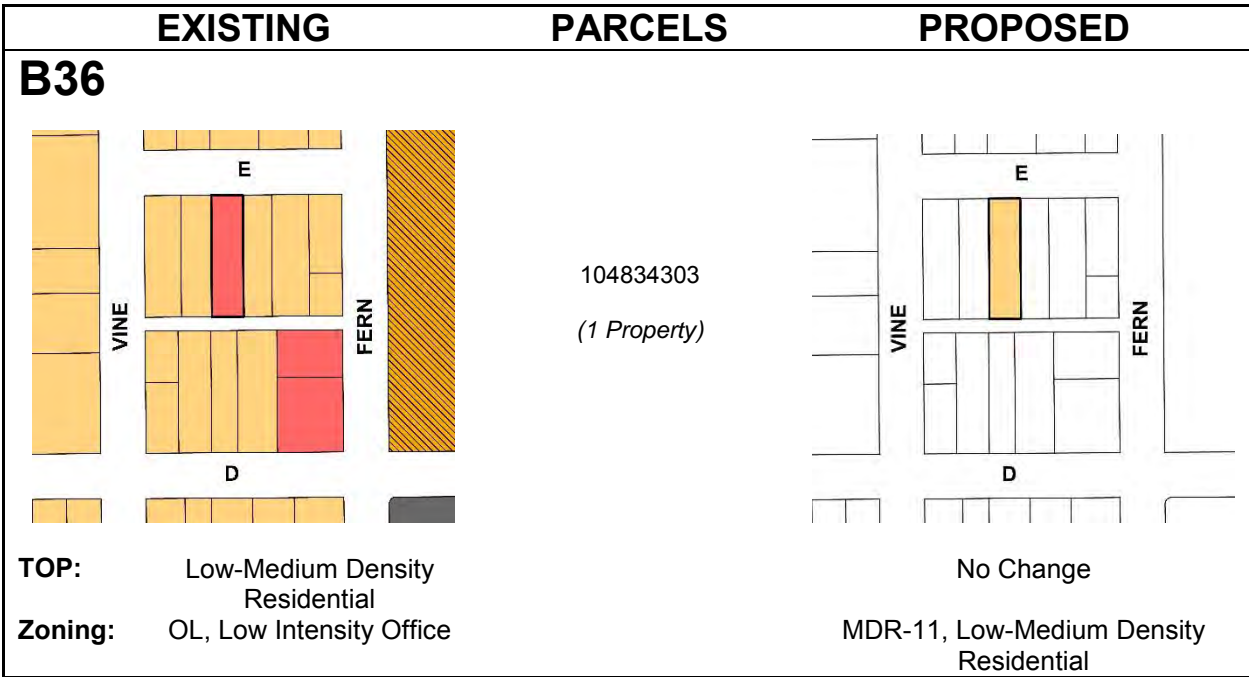 EXISTING PARCELS PROPOSED
B36
E
VINE
FERN
D
104834303
(1 Property)
E
VINE
FERN
D
TOP: Low-Medium Density
Residential
No Change
Zoning: OL, Low Intensity Office
MDR-11, Low-Medium Density
Residential